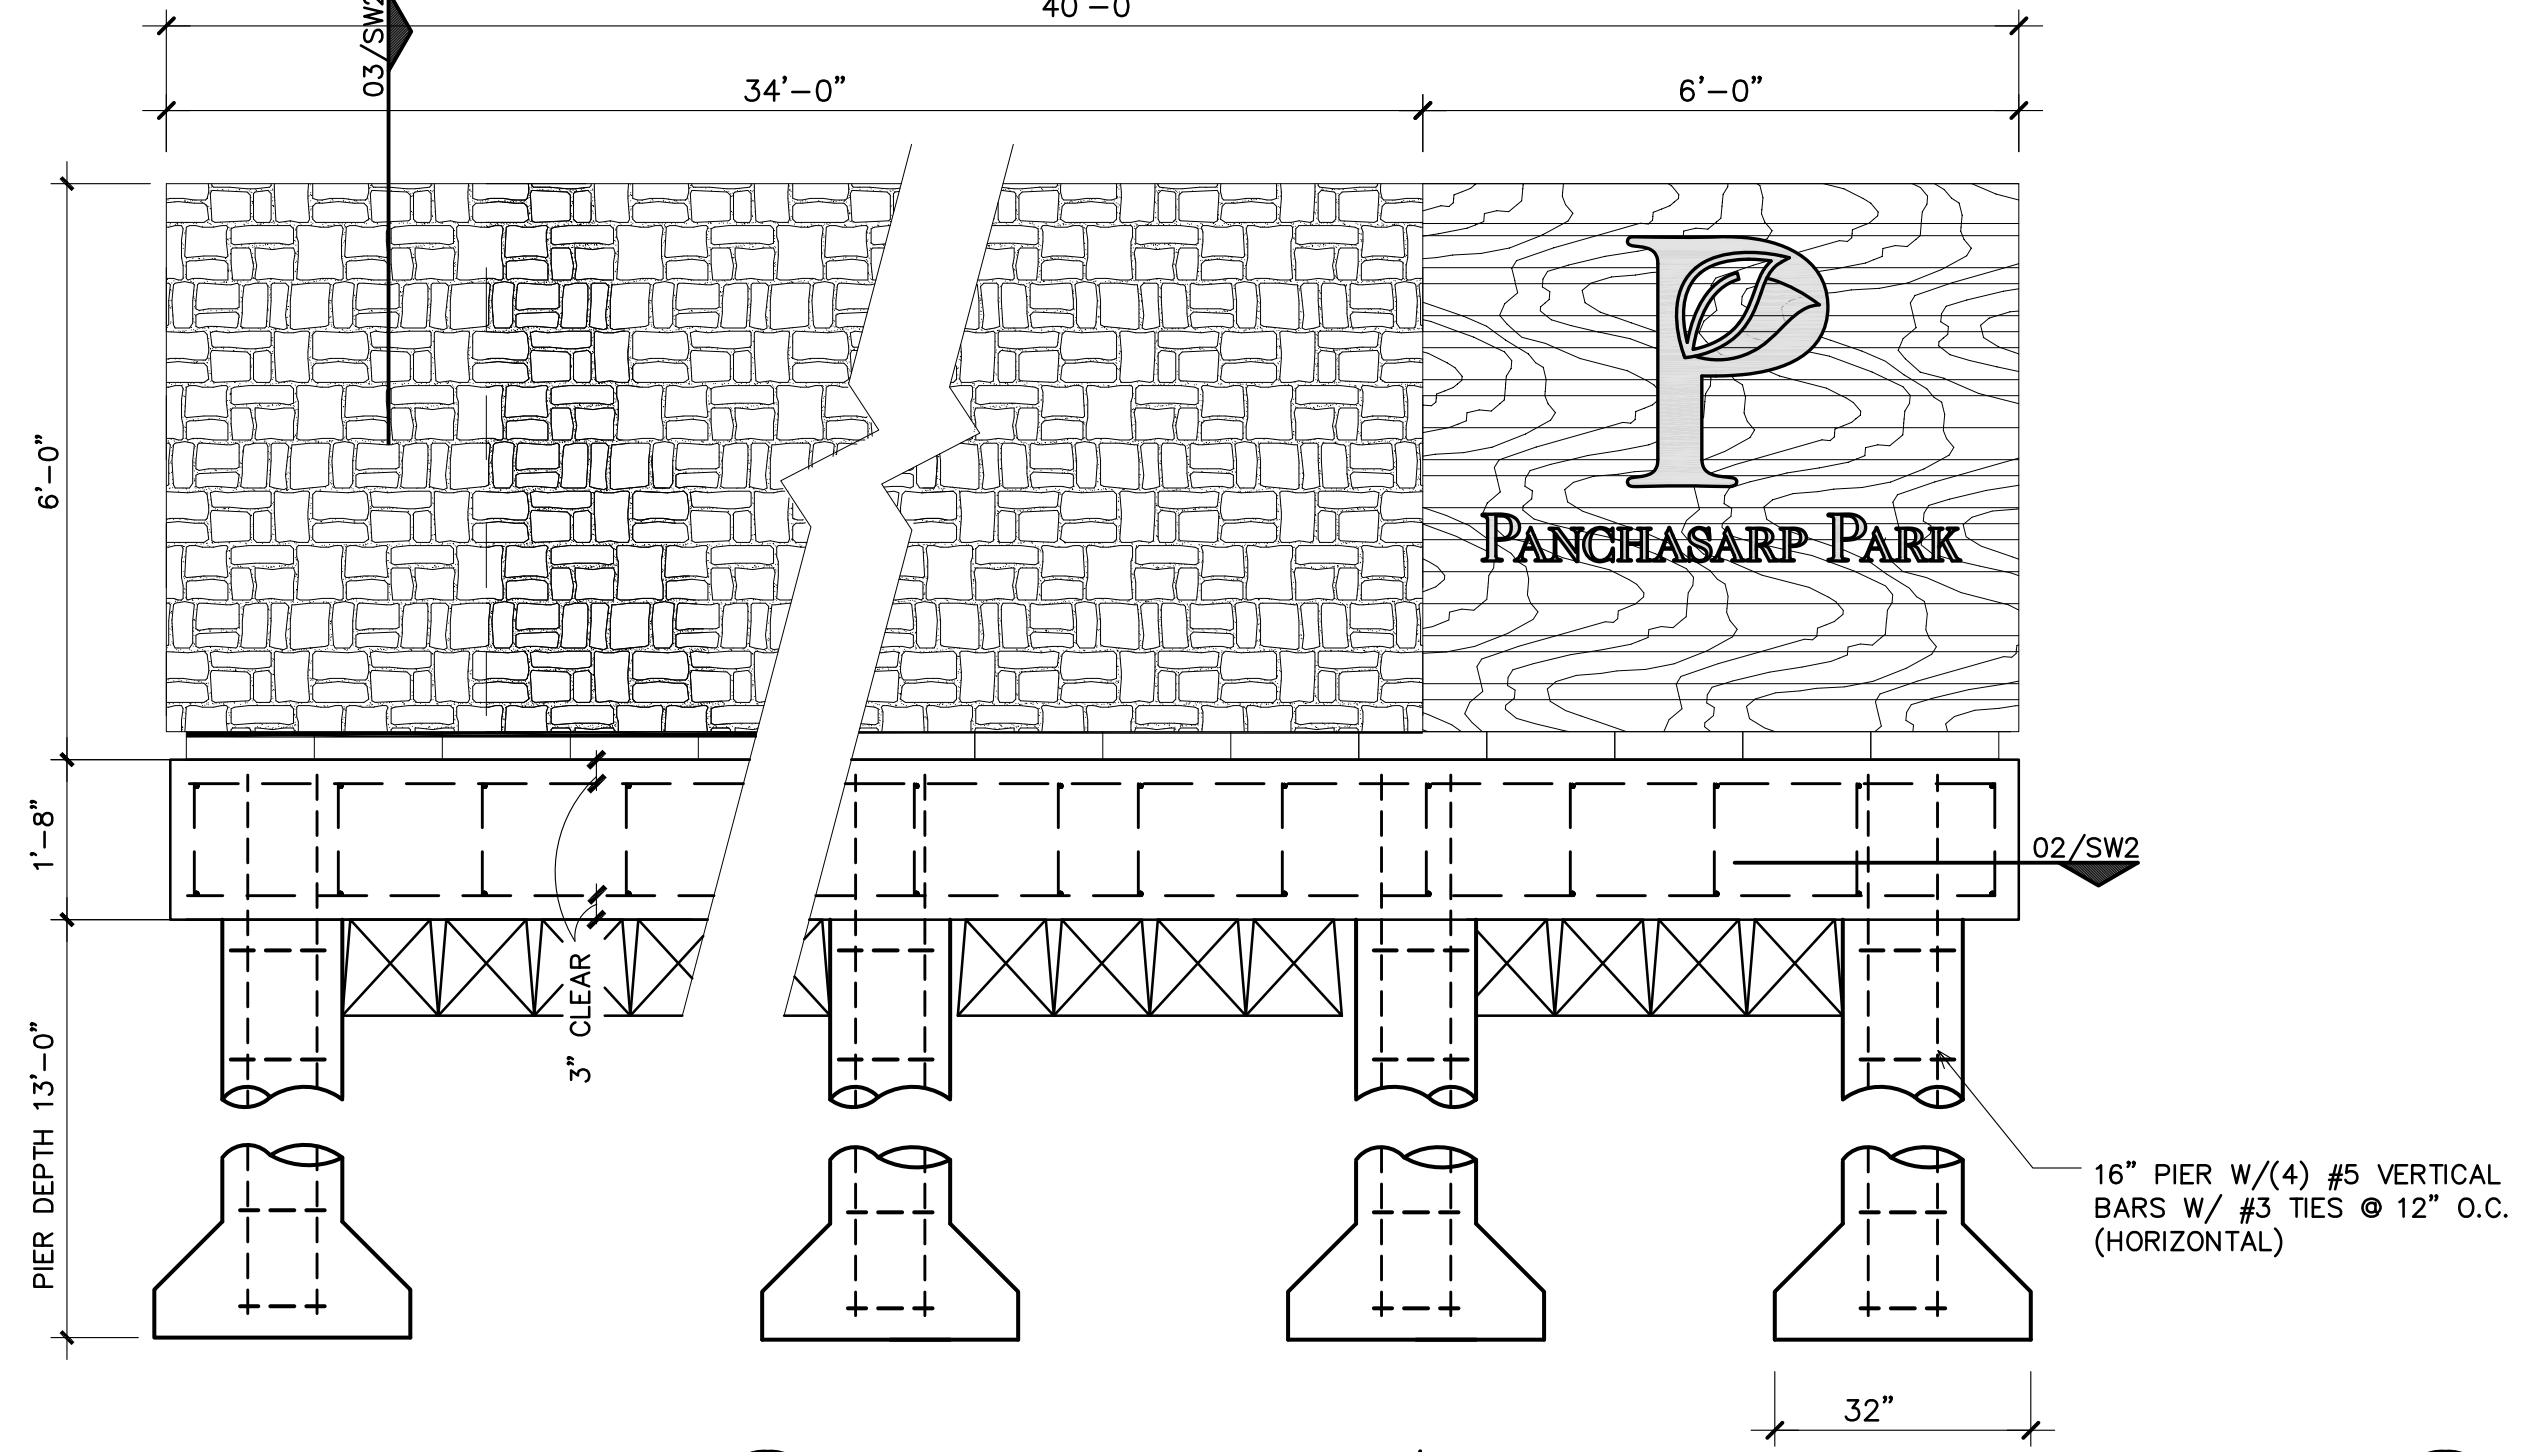 40'-0
03/SW2
34'-0"
6'-0"
6'-0"
P
PANCHASARP PARK
1'-8"
02/SW2
3" CLEAR
PIER DEPTH 13'-0"
16" PIER W/(4) #5 VERTICAL
BARS W/ #3 TIES @ 12" O.C.
(HORIZONTAL)
32"